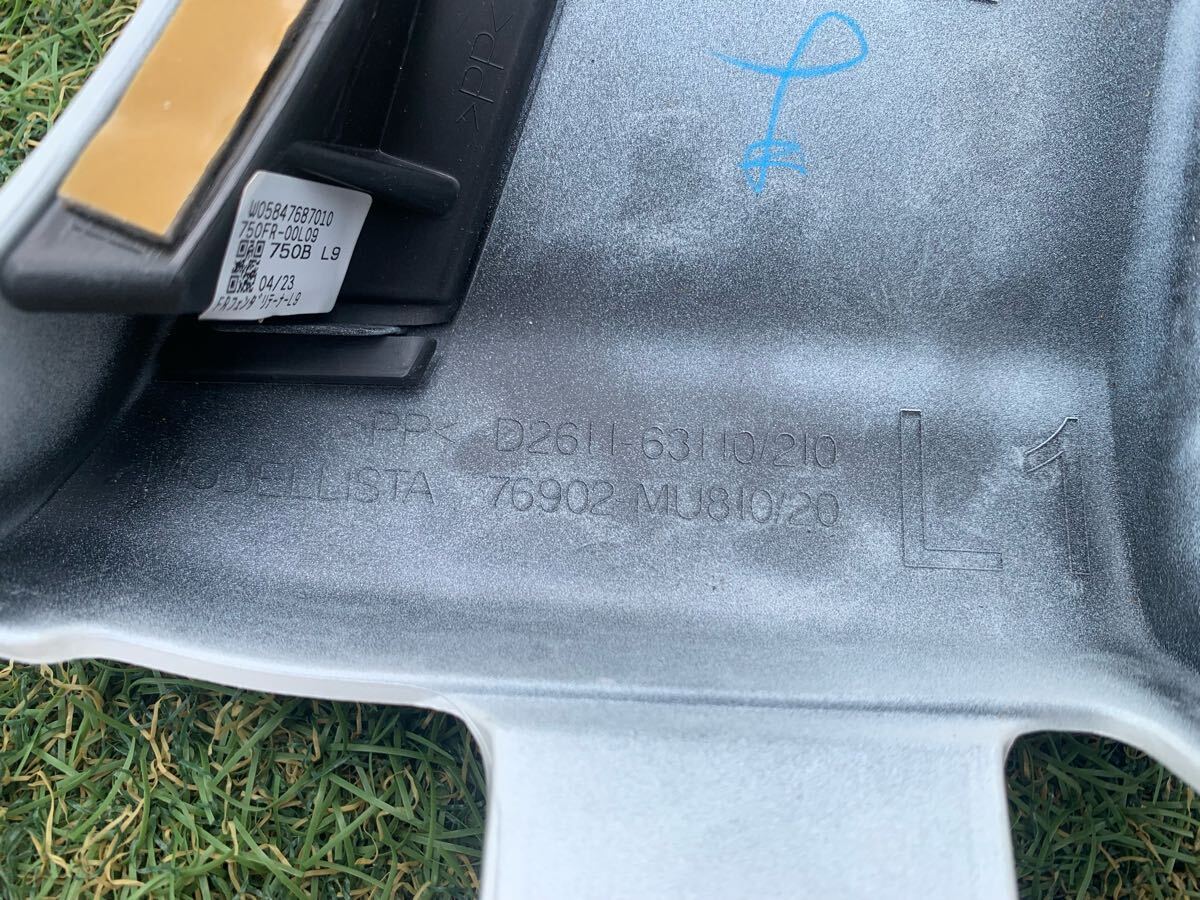 >PP<
W05847687010
750FR-00L09
750B L9
04/23
FRフェンダリテーナーL9
>PP< D2611-63110/210
MODELLISTA 76902-MU810/20
L1